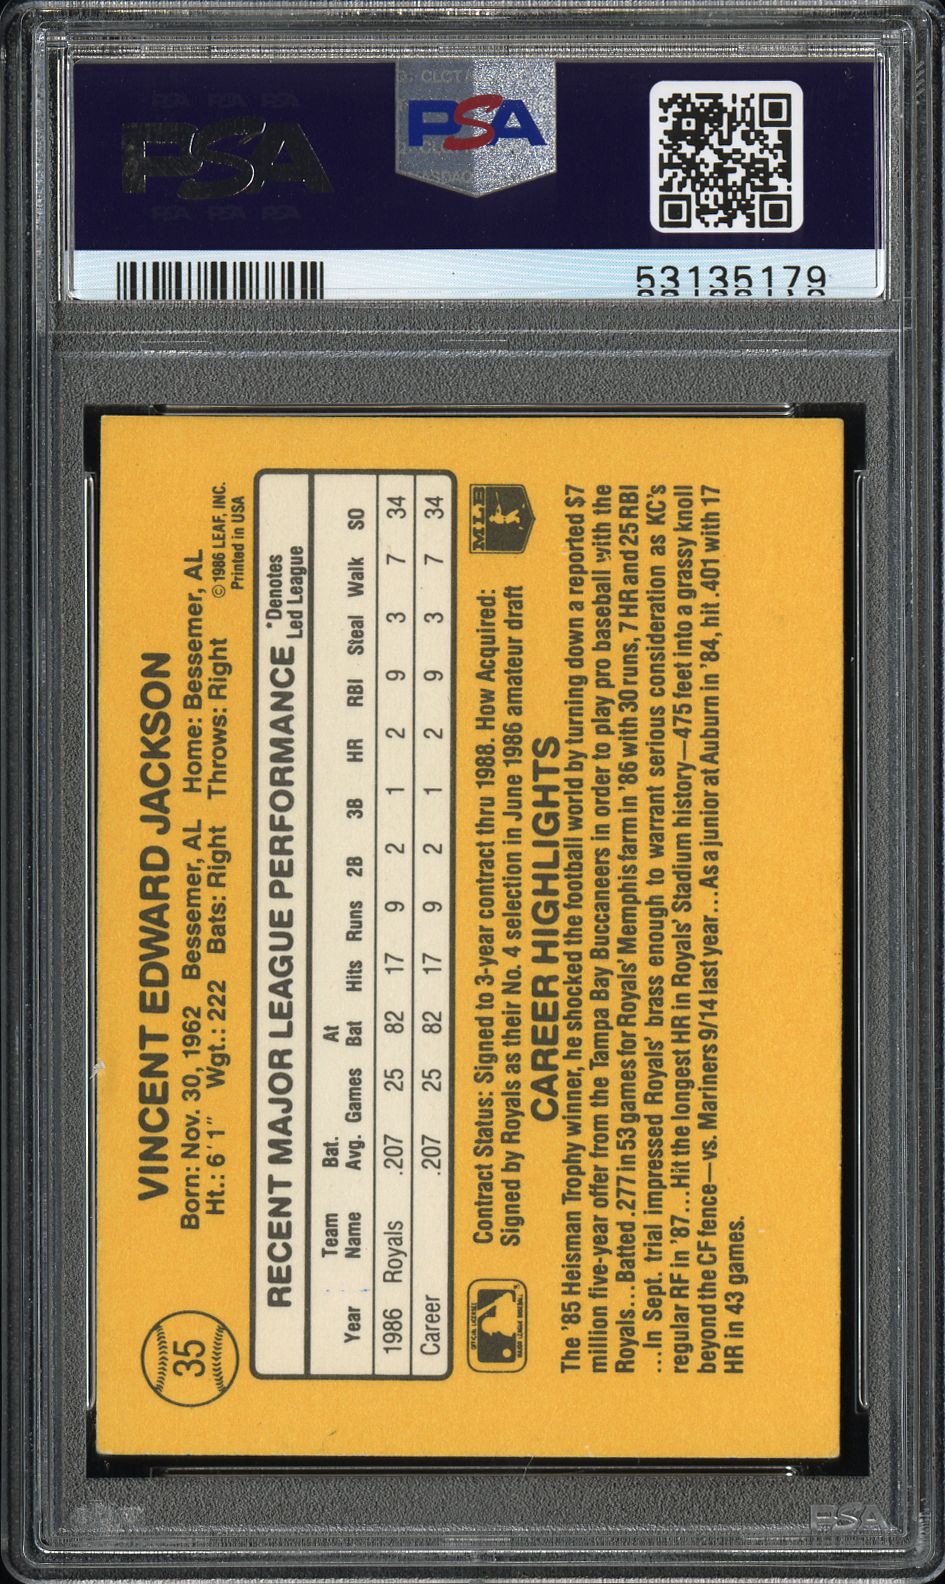 PSA
PSA
53135179
35
VINCENT EDWARD JACKSON
Born: Nov. 30, 1962 Bessemer, AL Home: Bessemer, AL
Ht.: 6'1" Wgt.: 222 Bats: Right Throws: Right
© 1986 LEAF, INC.
Printed in USA
RECENT MAJOR LEAGUE PERFORMANCE
*Denotes
Led League
Year Team Name Bat. Avg. Games At Bat Hits Runs 2B 3B HR RBI Steal Walk SO
1986 Royals .207 25 82 17 9 2 1 2 9 3 7 34
Career .207 25 82 17 9 2 1 2 9 3 7 34
Contract Status: Signed to 3-year contract thru 1988. How Acquired:
Signed by Royals as their No. 4 selection in June 1986 amateur draft
MLB
CAREER HIGHLIGHTS
The '85 Heisman Trophy winner, he shocked the football world by turning down a reported $7
million five-year offer from the Tampa Bay Buccaneers in order to play pro baseball with the
Royals...Batted .277 in 53 games for Royals' Memphis farm in '86 with 30 runs, 7 HR and 25 RBI
...In Sept. trial impressed Royals' brass enough to warrant serious consideration as KC's
regular RF in '87...Hit the longest HR in Royals' Stadium history—475 feet into a grassy knoll
beyond the CF fence—vs. Mariners 9/14 last year...As a junior at Auburn in '84, hit .401 with 17
HR in 43 games.
PSA